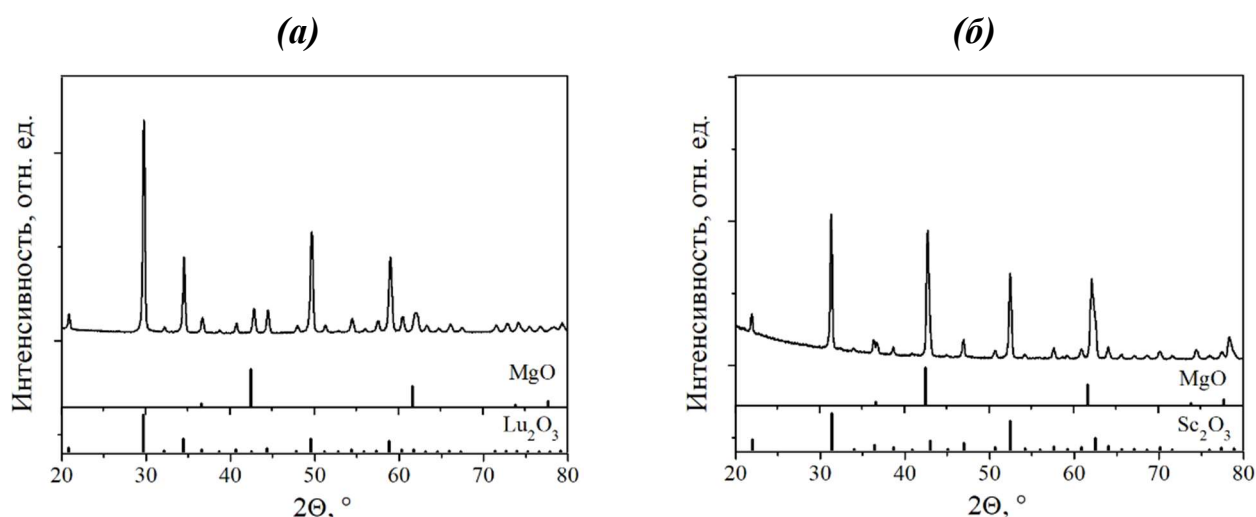 (а)
Интенсивность, отн. ед.
MgO
Lu2O3
20 30 40 50 60 70 80
2Θ, °
(б)
Интенсивность, отн. ед.
MgO
Sc2O3
20 30 40 50 60 70 80
2Θ, °